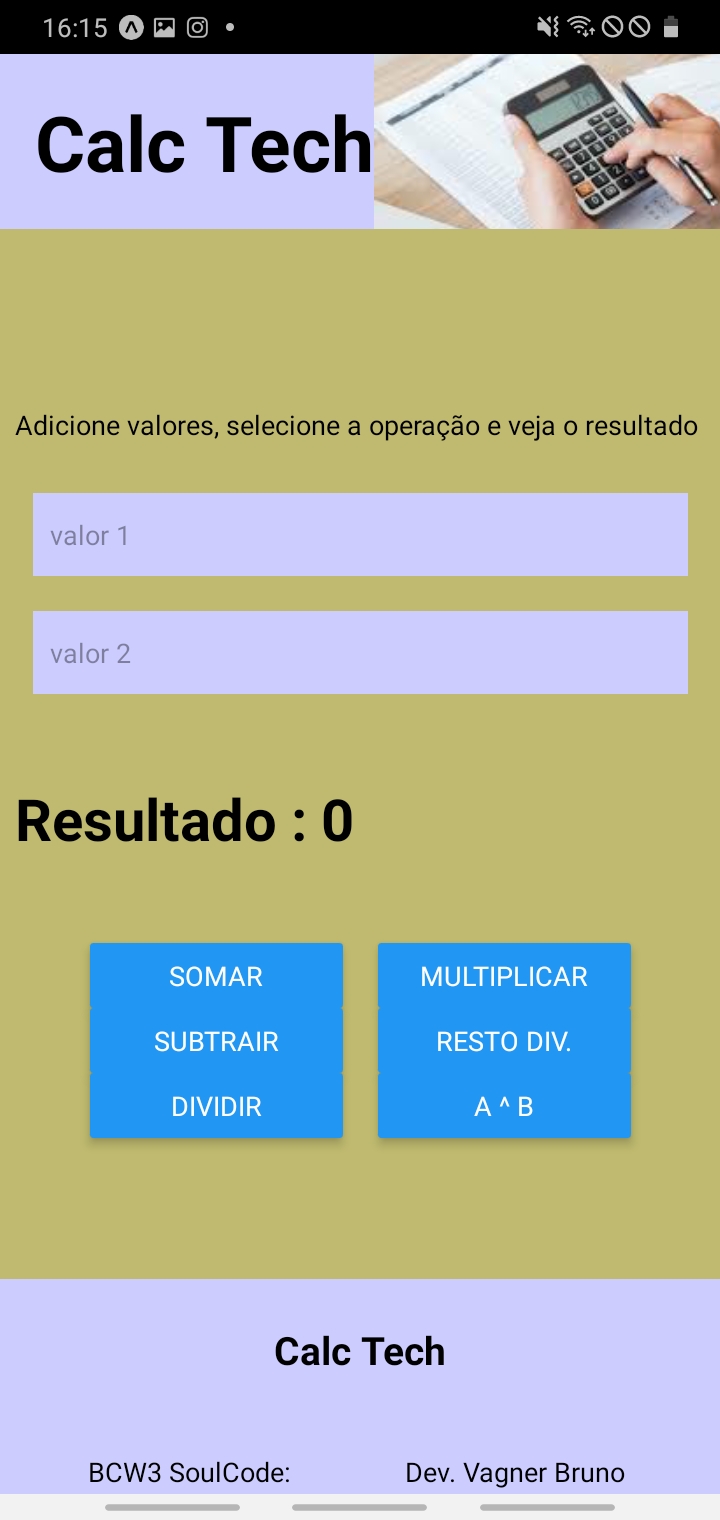 16:15
Calc Tech
Adicione valores, selecione a operação e veja o resultado
valor 1
valor 2
Resultado : 0
SOMAR
MULTIPLICAR
SUBTRAIR
RESTO DIV.
DIVIDIR
A ^ B
Calc Tech
BCW3 SoulCode:
Dev. Vagner Bruno